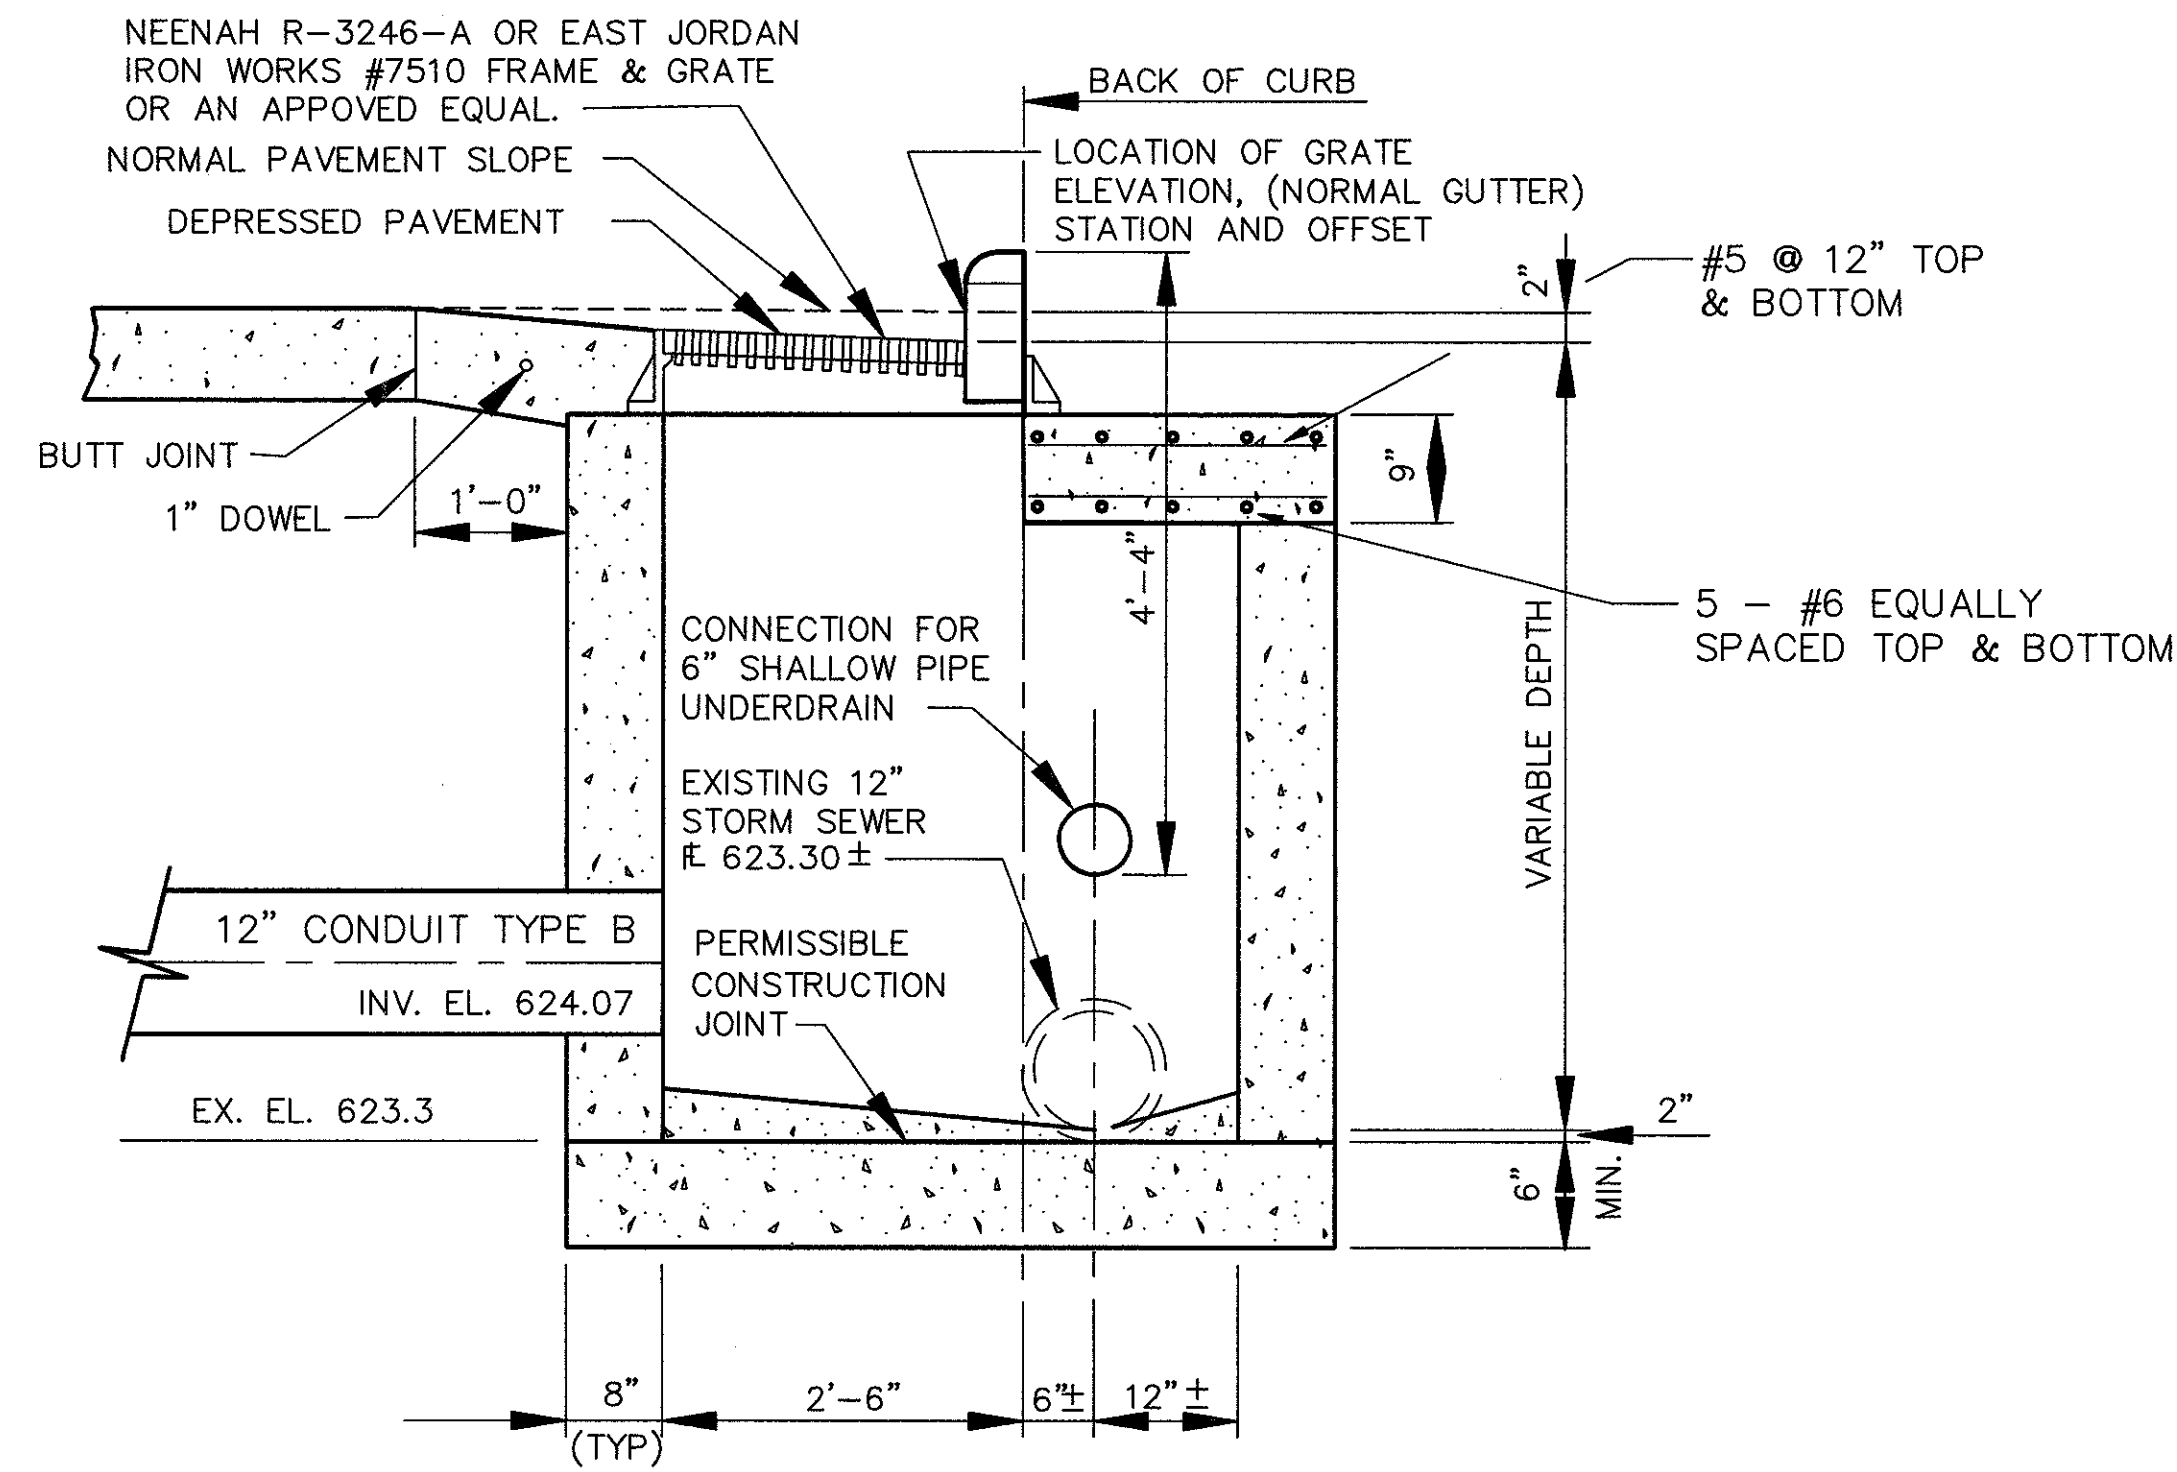 NEENAH R-3246-A OR EAST JORDAN
IRON WORKS #7510 FRAME & GRATE
OR AN APPOVED EQUAL.
NORMAL PAVEMENT SLOPE
DEPRESSED PAVEMENT
BACK OF CURB
LOCATION OF GRATE
ELEVATION, (NORMAL GUTTER)
STATION AND OFFSET
2"
#5 @ 12" TOP
& BOTTOM
BUTT JOINT
1" DOWEL
1'-0"
9"
4'-4"
5 - #6 EQUALLY
SPACED TOP & BOTTOM
VARIABLE DEPTH
CONNECTION FOR
6" SHALLOW PIPE
UNDERDRAIN
EXISTING 12"
STORM SEWER
℄ 623.30±
12" CONDUIT TYPE B
INV. EL. 624.07
PERMISSIBLE
CONSTRUCTION
JOINT
EX. EL. 623.3
2"
6"
MIN.
8"
(TYP)
2'-6"
6"±
12"±